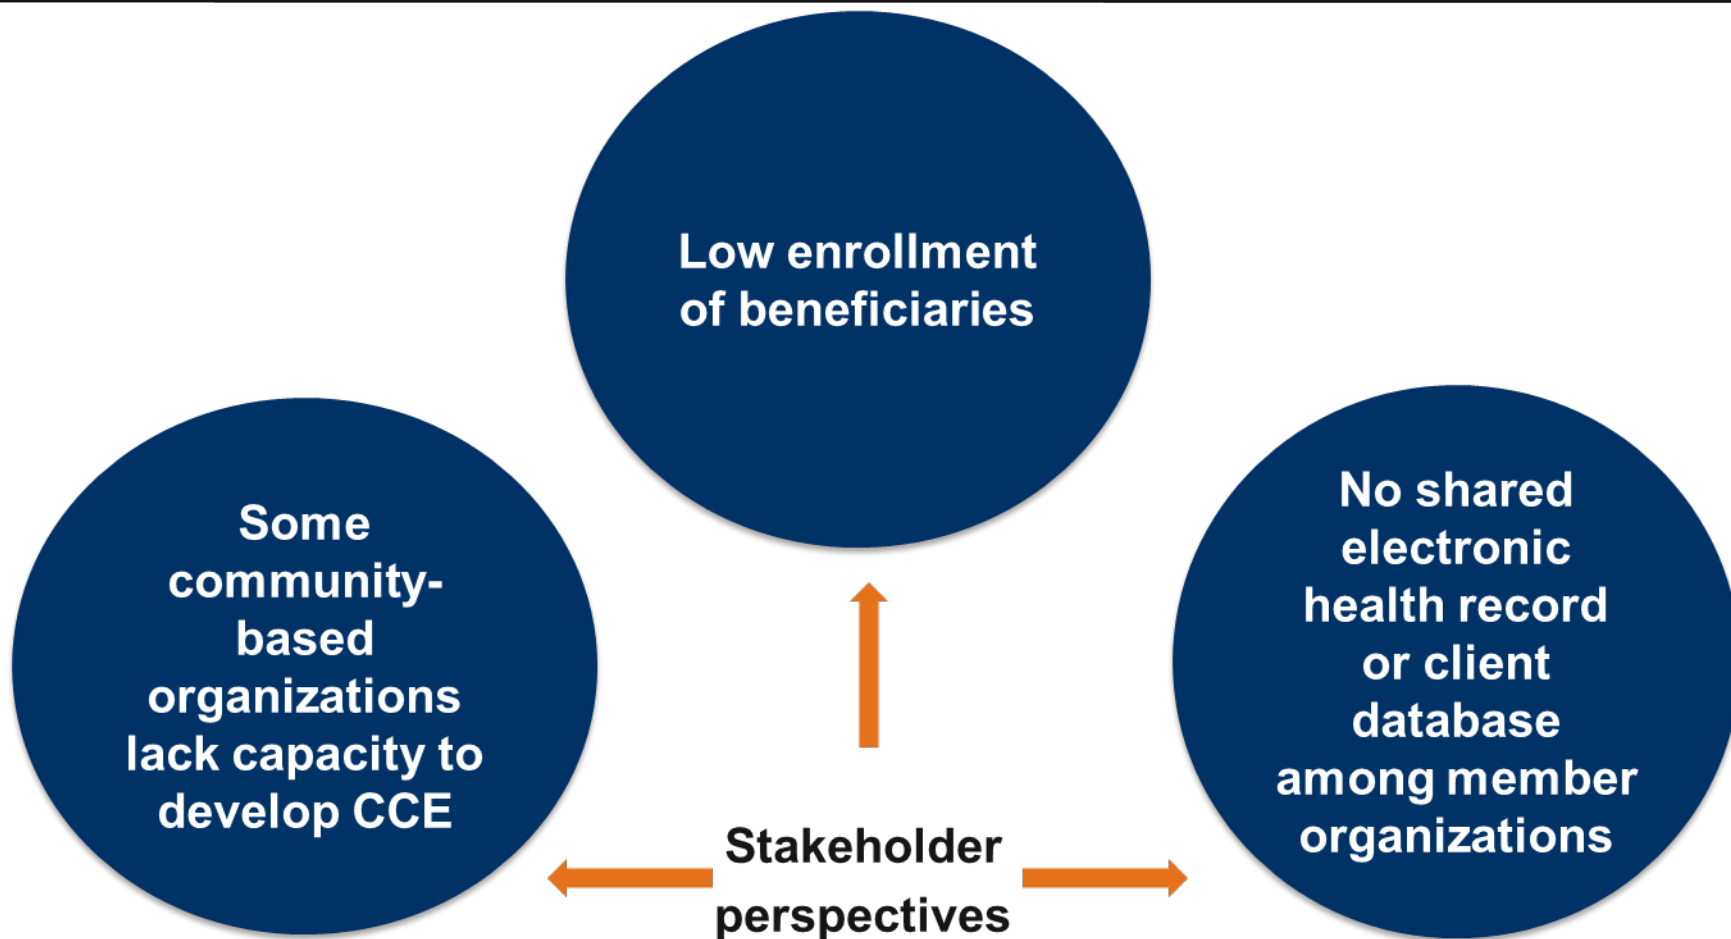 Low enrollment
of beneficiaries
Some
community-
based
organizations
lack capacity to
develop CCE
No shared
electronic
health record
or client
database
among member
organizations
Stakeholder
perspectives